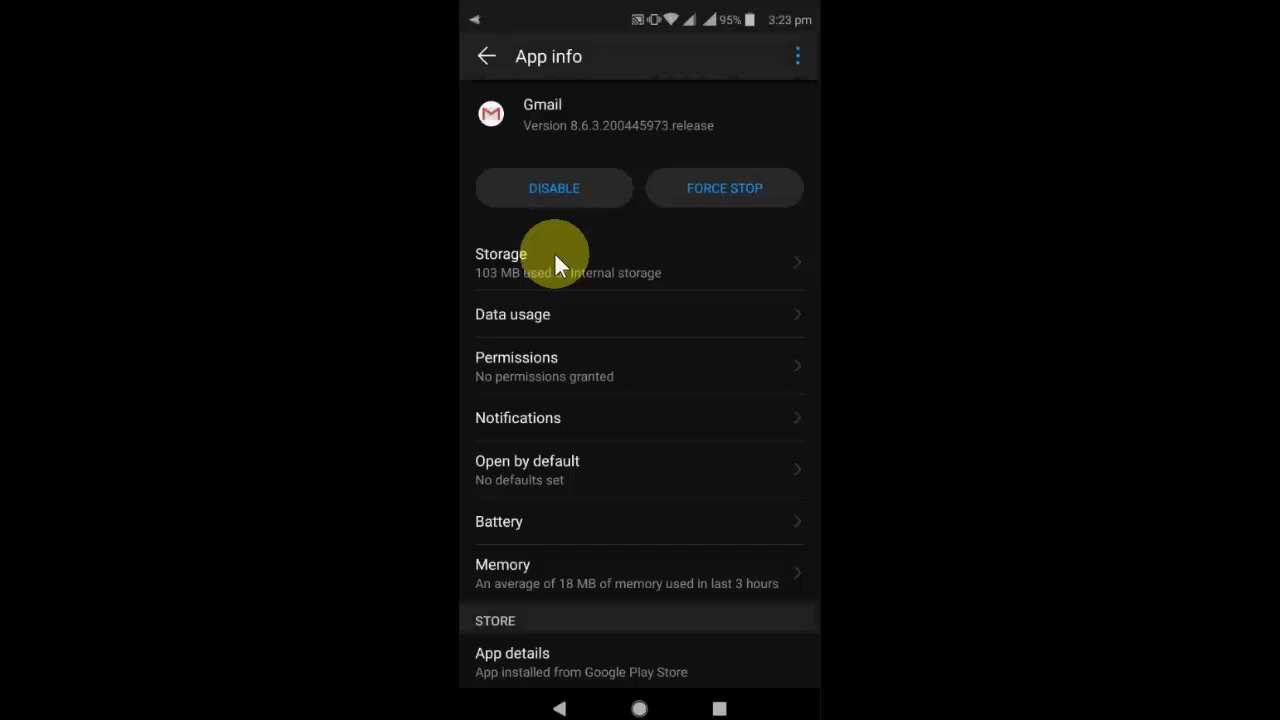 95% 3:23 pm
App info
Gmail
Version 8.6.3.200445973.release
DISABLE FORCE STOP
Storage
103 MB used Internal storage
Data usage
Permissions
No permissions granted
Notifications
Open by default
No defaults set
Battery
Memory
An average of 18 MB of memory used in last 3 hours
STORE
App details
App installed from Google Play Store